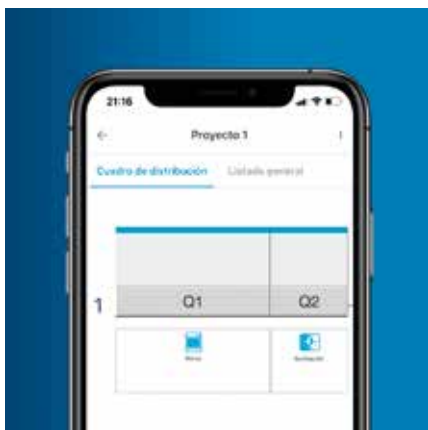 21:16
Proyecto 1
Cuadro de distribución Listado general
1 Q1 Q2